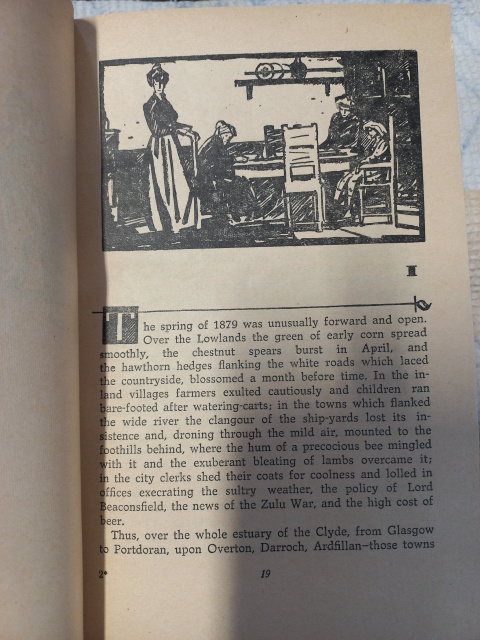 I
The spring of 1879 was unusually forward and open.
Over the Lowlands the green of early corn spread
smoothly, the chestnut spears burst in April, and
the hawthorn hedges flanking the white roads which laced
the countryside, blossomed a month before time. In the in-
land villages farmers exulted cautiously and children ran
bare-footed after watering-carts; in the towns which flanked
the wide river the clangour of the ship-yards lost its in-
sistence and, droning through the mild air, mounted to the
foothills behind, where the hum of a precocious bee mingled
with it and the exuberant bleating of lambs overcame it;
in the city clerks shed their coats for coolness and lolled in
offices execrating the sultry weather, the policy of Lord
Beaconsfield, the news of the Zulu War, and the high cost of
beer.
Thus, over the whole estuary of the Clyde, from Glasgow
to Portdoran, upon Overton, Darroch, Ardfillan—those towns
2*
19